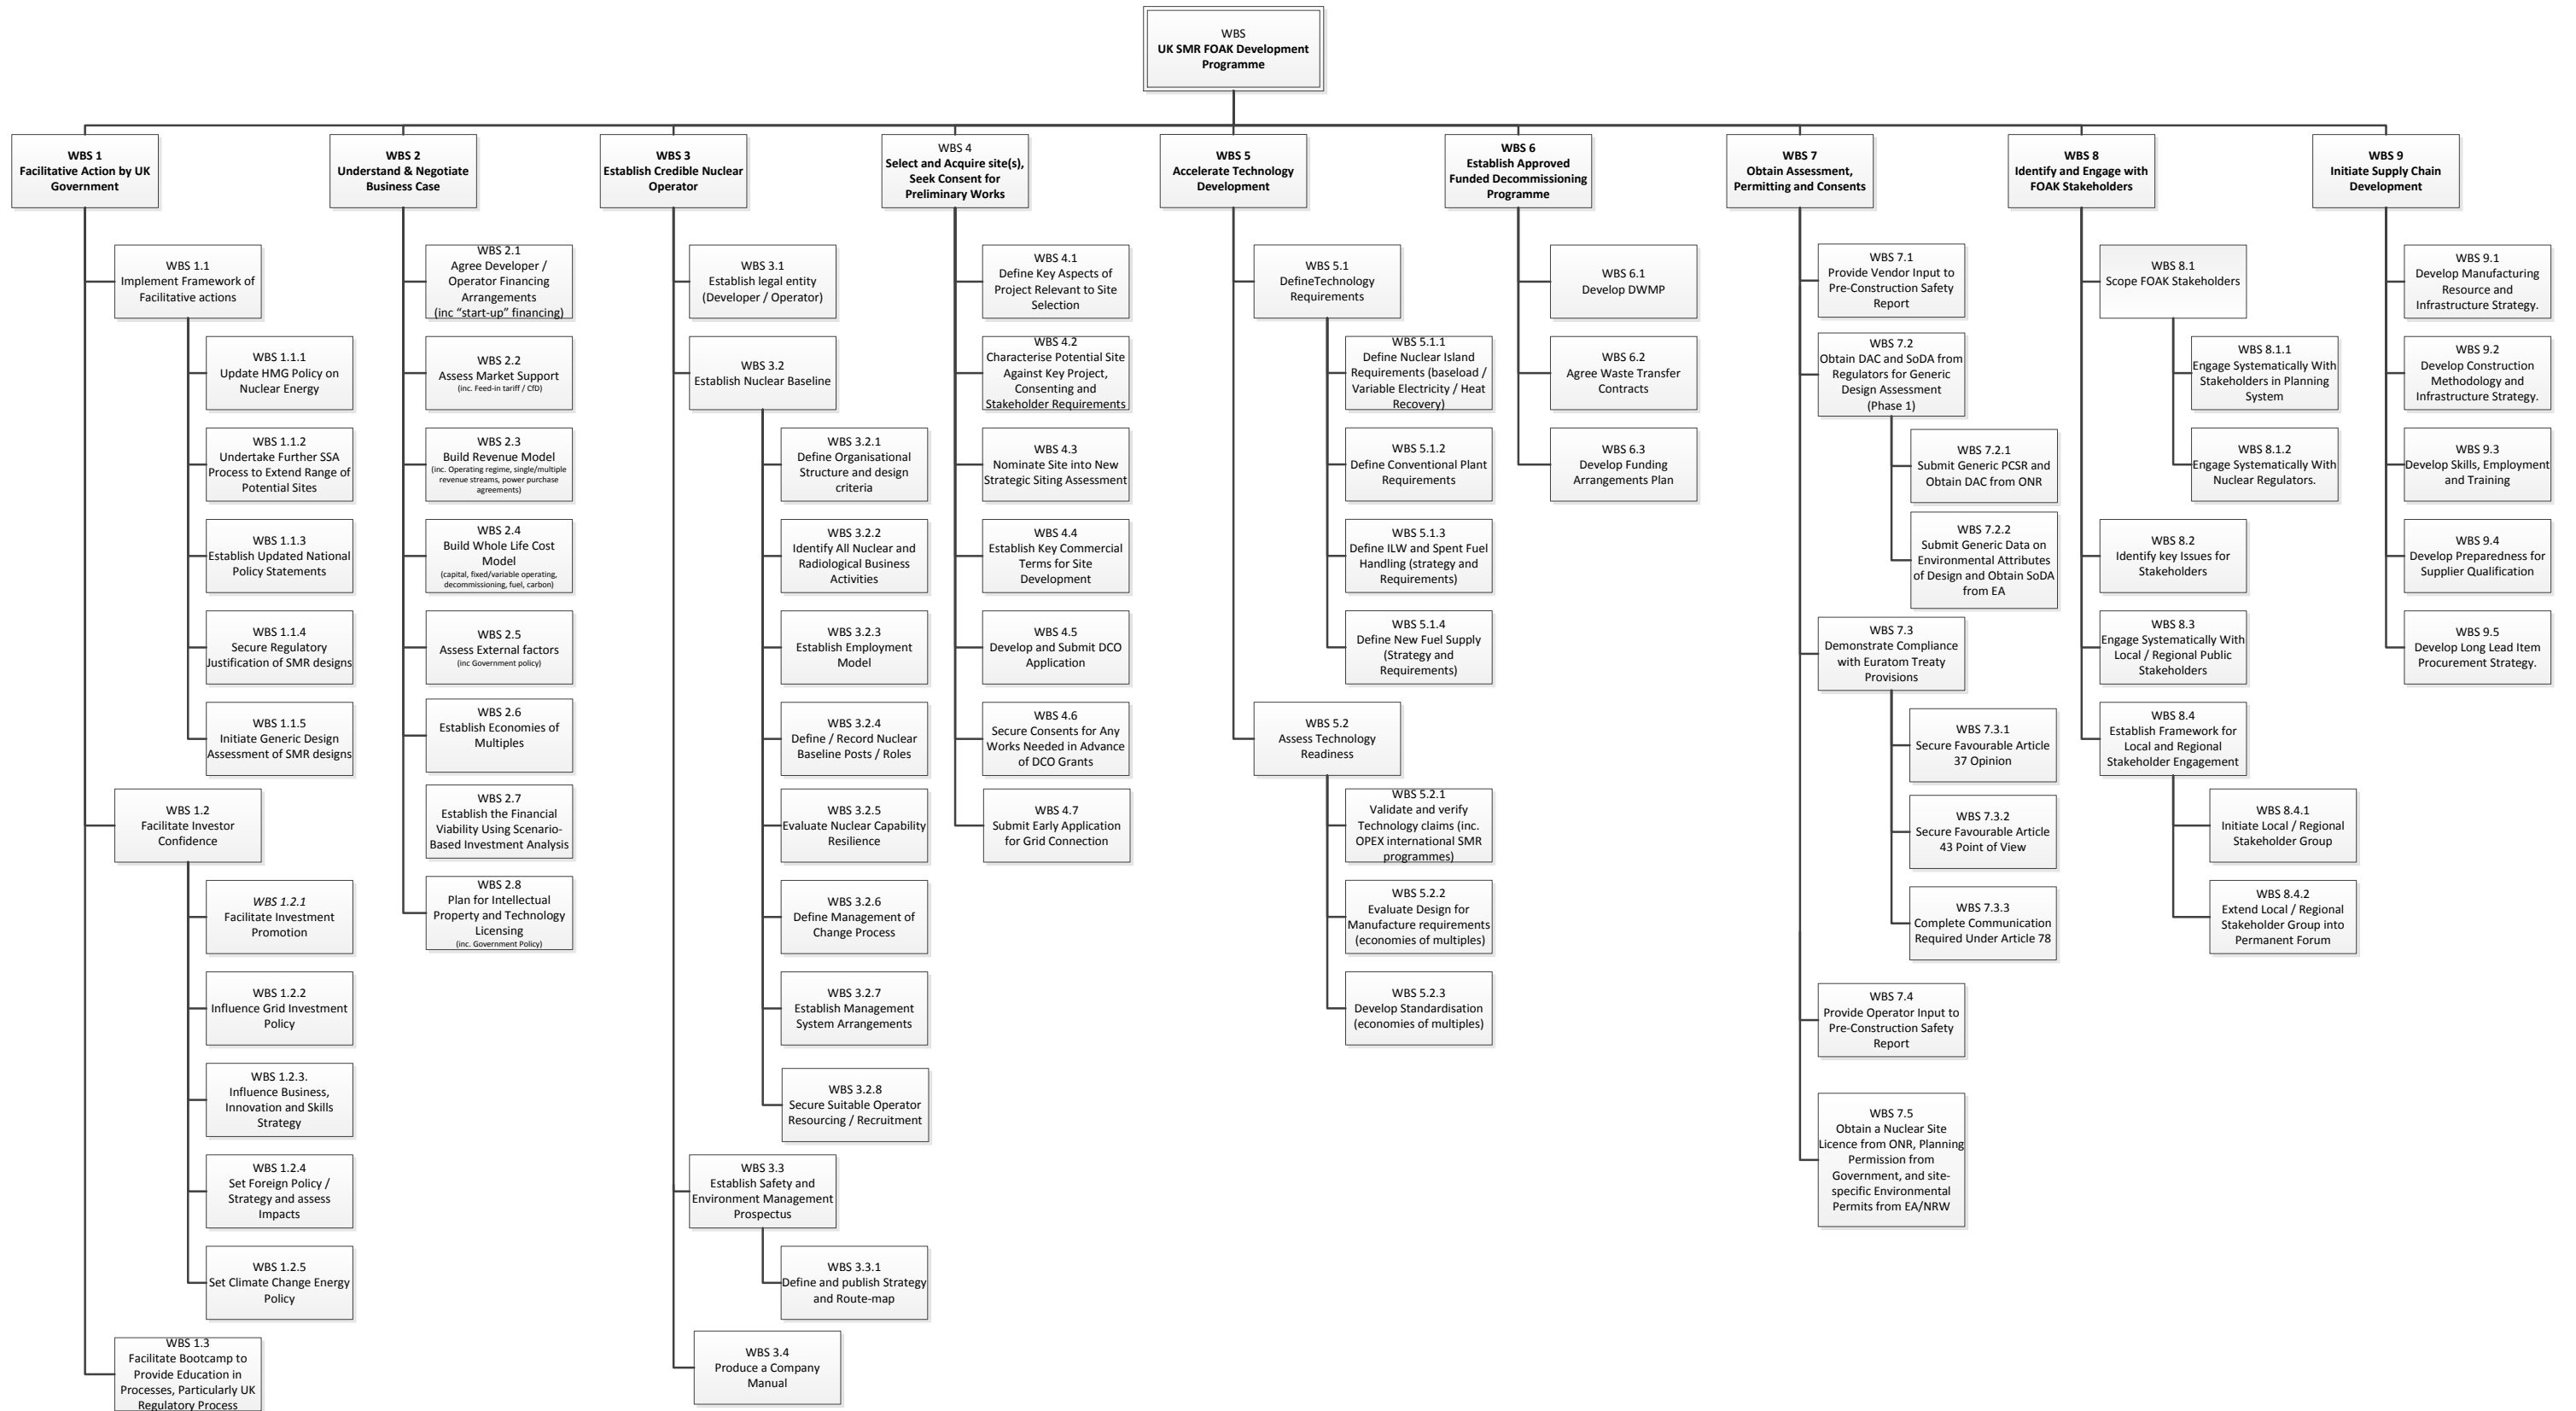 WBS
UK SMR FOAK Development
Programme
WBS 1
Facilitative Action by UK
Government
WBS 1.1
Implement Framework of
Facilitative actions
WBS 1.1.1
Update HMG Policy on
Nuclear Energy
WBS 1.1.2
Undertake Further SSA
Process to Extend Range of
Potential Sites
WBS 1.1.3
Establish Updated National
Policy Statements
WBS 1.1.4
Secure Regulatory
Justification of SMR designs
WBS 1.1.5
Initiate Generic Design
Assessment of SMR designs
WBS 1.2
Facilitate Investor
Confidence
WBS 1.2.1
Facilitate Investment
Promotion
WBS 1.2.2
Influence Grid Investment
Policy
WBS 1.2.3.
Influence Business,
Innovation and Skills
Strategy
WBS 1.2.4
Set Foreign Policy /
Strategy and assess
Impacts
WBS 1.2.5
Set Climate Change Energy
Policy
WBS 1.3
Facilitate Bootcamp to
Provide Education in
Processes, Particularly UK
Regulatory Process
WBS 2
Understand & Negotiate
Business Case
WBS 2.1
Agree Developer /
Operator Financing
Arrangements
(inc “start-up” financing)
WBS 2.2
Assess Market Support
(inc. Feed-in tariff / CfD)
WBS 2.3
Build Revenue Model
(inc. Operating regime, single/multiple
revenue streams, power purchase
agreements)
WBS 2.4
Build Whole Life Cost
Model
(capital, fixed/variable operating,
decommissioning, fuel, carbon)
WBS 2.5
Assess External factors
(inc Government policy)
WBS 2.6
Establish Economies of
Multiples
WBS 2.7
Establish the Financial
Viability Using Scenario-
Based Investment Analysis
WBS 2.8
Plan for Intellectual
Property and Technology
Licensing
(inc. Government Policy)
WBS 3
Establish Credible Nuclear
Operator
WBS 3.1
Establish legal entity
(Developer / Operator)
WBS 3.2
Establish Nuclear Baseline
WBS 3.2.1
Define Organisational
Structure and design
criteria
WBS 3.2.2
Identify All Nuclear and
Radiological Business
Activities
WBS 3.2.3
Establish Employment
Model
WBS 3.2.4
Define / Record Nuclear
Baseline Posts / Roles
WBS 3.2.5
Evaluate Nuclear Capability
Resilience
WBS 3.2.6
Define Management of
Change Process
WBS 3.2.7
Establish Management
System Arrangements
WBS 3.2.8
Secure Suitable Operator
Resourcing / Recruitment
WBS 3.3
Establish Safety and
Environment Management
Prospectus
WBS 3.3.1
Define and publish Strategy
and Route-map
WBS 3.4
Produce a Company
Manual
WBS 4
Select and Acquire site(s),
Seek Consent for
Preliminary Works
WBS 4.1
Define Key Aspects of
Project Relevant to Site
Selection
WBS 4.2
Characterise Potential Site
Against Key Project,
Consenting and
Stakeholder Requirements
WBS 4.3
Nominate Site into New
Strategic Siting Assessment
WBS 4.4
Establish Key Commercial
Terms for Site
Development
WBS 4.5
Develop and Submit DCO
Application
WBS 4.6
Secure Consents for Any
Works Needed in Advance
of DCO Grants
WBS 4.7
Submit Early Application
for Grid Connection
WBS 5
Accelerate Technology
Development
WBS 5.1
DefineTechnology
Requirements
WBS 5.1.1
Define Nuclear Island
Requirements (baseload /
Variable Electricity / Heat
Recovery)
WBS 5.1.2
Define Conventional Plant
Requirements
WBS 5.1.3
Define ILW and Spent Fuel
Handling (strategy and
Requirements)
WBS 5.1.4
Define New Fuel Supply
(Strategy and
Requirements)
WBS 5.2
Assess Technology
Readiness
WBS 5.2.1
Validate and verify
Technology claims (inc.
OPEX international SMR
programmes)
WBS 5.2.2
Evaluate Design for
Manufacture requirements
(economies of multiples)
WBS 5.2.3
Develop Standardisation
(economies of multiples)
WBS 6
Establish Approved
Funded Decommissioning
Programme
WBS 6.1
Develop DWMP
WBS 6.2
Agree Waste Transfer
Contracts
WBS 6.3
Develop Funding
Arrangements Plan
WBS 7
Obtain Assessment,
Permitting and Consents
WBS 7.1
Provide Vendor Input to
Pre-Construction Safety
Report
WBS 7.2
Obtain DAC and SoDA from
Regulators for Generic
Design Assessment
(Phase 1)
WBS 7.2.1
Submit Generic PCSR and
Obtain DAC from ONR
WBS 7.2.2
Submit Generic Data on
Environmental Attributes
of Design and Obtain SoDA
from EA
WBS 7.3
Demonstrate Compliance
with Euratom Treaty
Provisions
WBS 7.3.1
Secure Favourable Article
37 Opinion
WBS 7.3.2
Secure Favourable Article
43 Point of View
WBS 7.3.3
Complete Communication
Required Under Article 78
WBS 7.4
Provide Operator Input to
Pre-Construction Safety
Report
WBS 7.5
Obtain a Nuclear Site
Licence from ONR, Planning
Permission from
Government, and site-
specific Environmental
Permits from EA/NRW
WBS 8
Identify and Engage with
FOAK Stakeholders
WBS 8.1
Scope FOAK Stakeholders
WBS 8.1.1
Engage Systematically With
Stakeholders in Planning
System
WBS 8.1.2
Engage Systematically With
Nuclear Regulators.
WBS 8.2
Identify key Issues for
Stakeholders
WBS 8.3
Engage Systematically With
Local / Regional Public
Stakeholders
WBS 8.4
Establish Framework for
Local and Regional
Stakeholder Engagement
WBS 8.4.1
Initiate Local / Regional
Stakeholder Group
WBS 8.4.2
Extend Local / Regional
Stakeholder Group into
Permanent Forum
WBS 9
Initiate Supply Chain
Development
WBS 9.1
Develop Manufacturing
Resource and
Infrastructure Strategy.
WBS 9.2
Develop Construction
Methodology and
Infrastructure Strategy.
WBS 9.3
Develop Skills, Employment
and Training
WBS 9.4
Develop Preparedness for
Supplier Qualification
WBS 9.5
Develop Long Lead Item
Procurement Strategy.